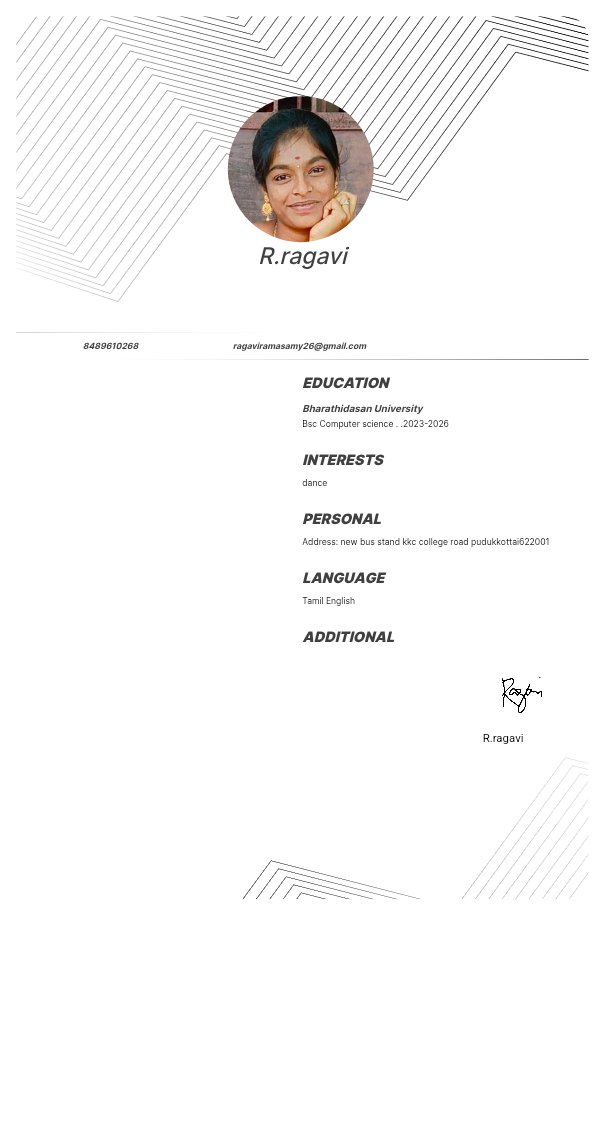 R.ragavi
8489610268 ragaviramasamy26@gmail.com
EDUCATION
Bharathidasan University
Bsc Computer science . .2023-2026
INTERESTS
dance
PERSONAL
Address: new bus stand kkc college road pudukkottai622001
LANGUAGE
Tamil English
ADDITIONAL
Ragavi
R.ragavi